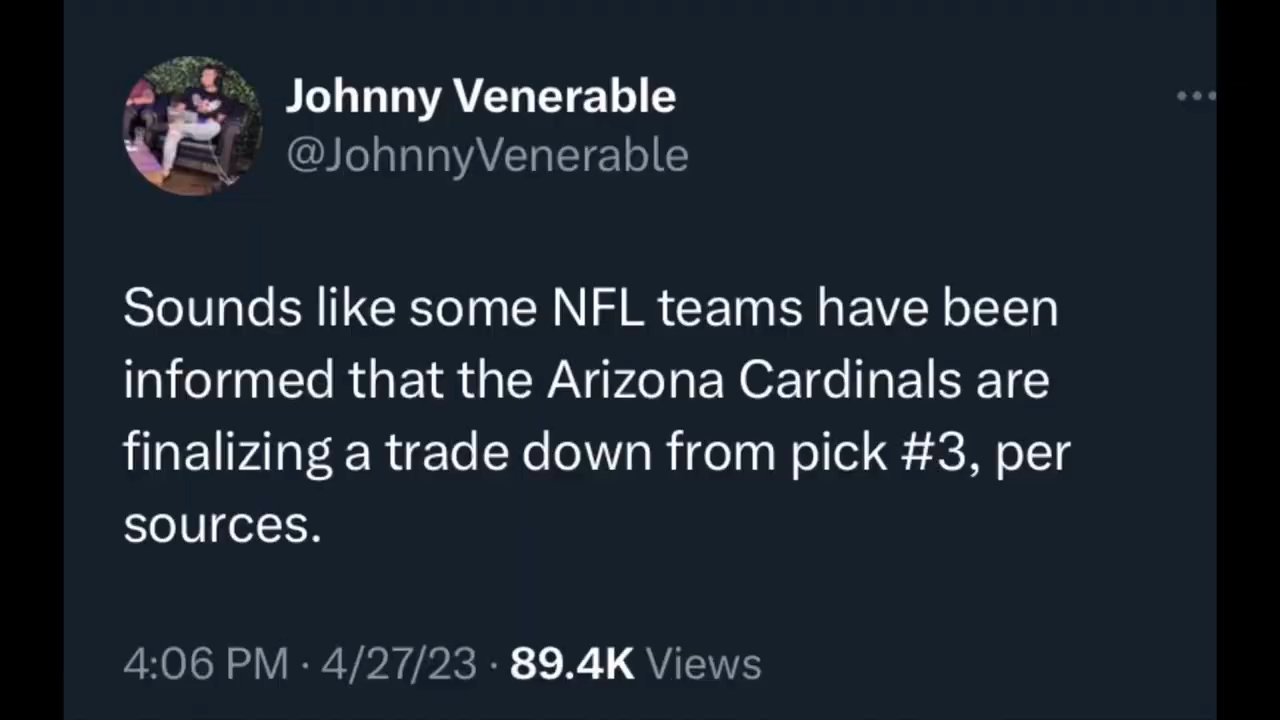 Johnny Venerable
@JohnnyVenerable
Sounds like some NFL teams have been
informed that the Arizona Cardinals are
finalizing a trade down from pick #3, per
sources.
4:06 PM · 4/27/23 · 89.4K Views